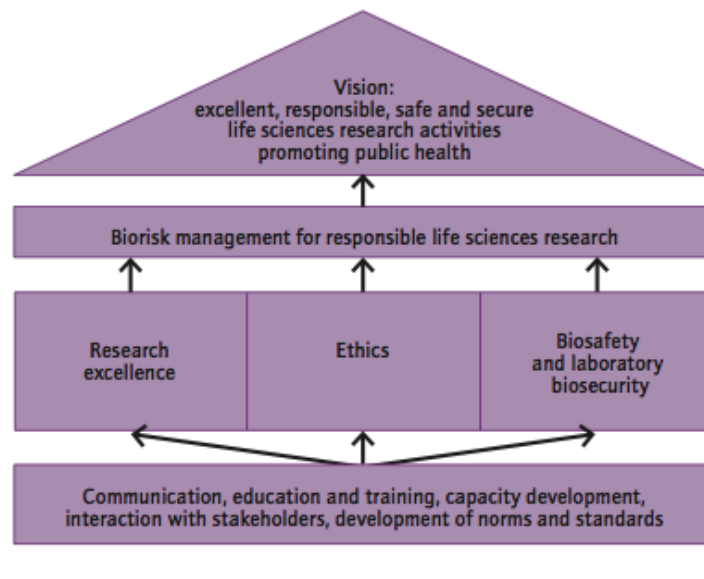 Vision:
excellent, responsible, safe and secure
life sciences research activities
promoting public health
Biorisk management for responsible life sciences research
Research
excellence
Ethics
Biosafety
and laboratory
biosecurity
Communication, education and training, capacity development,
interaction with stakeholders, development of norms and standards